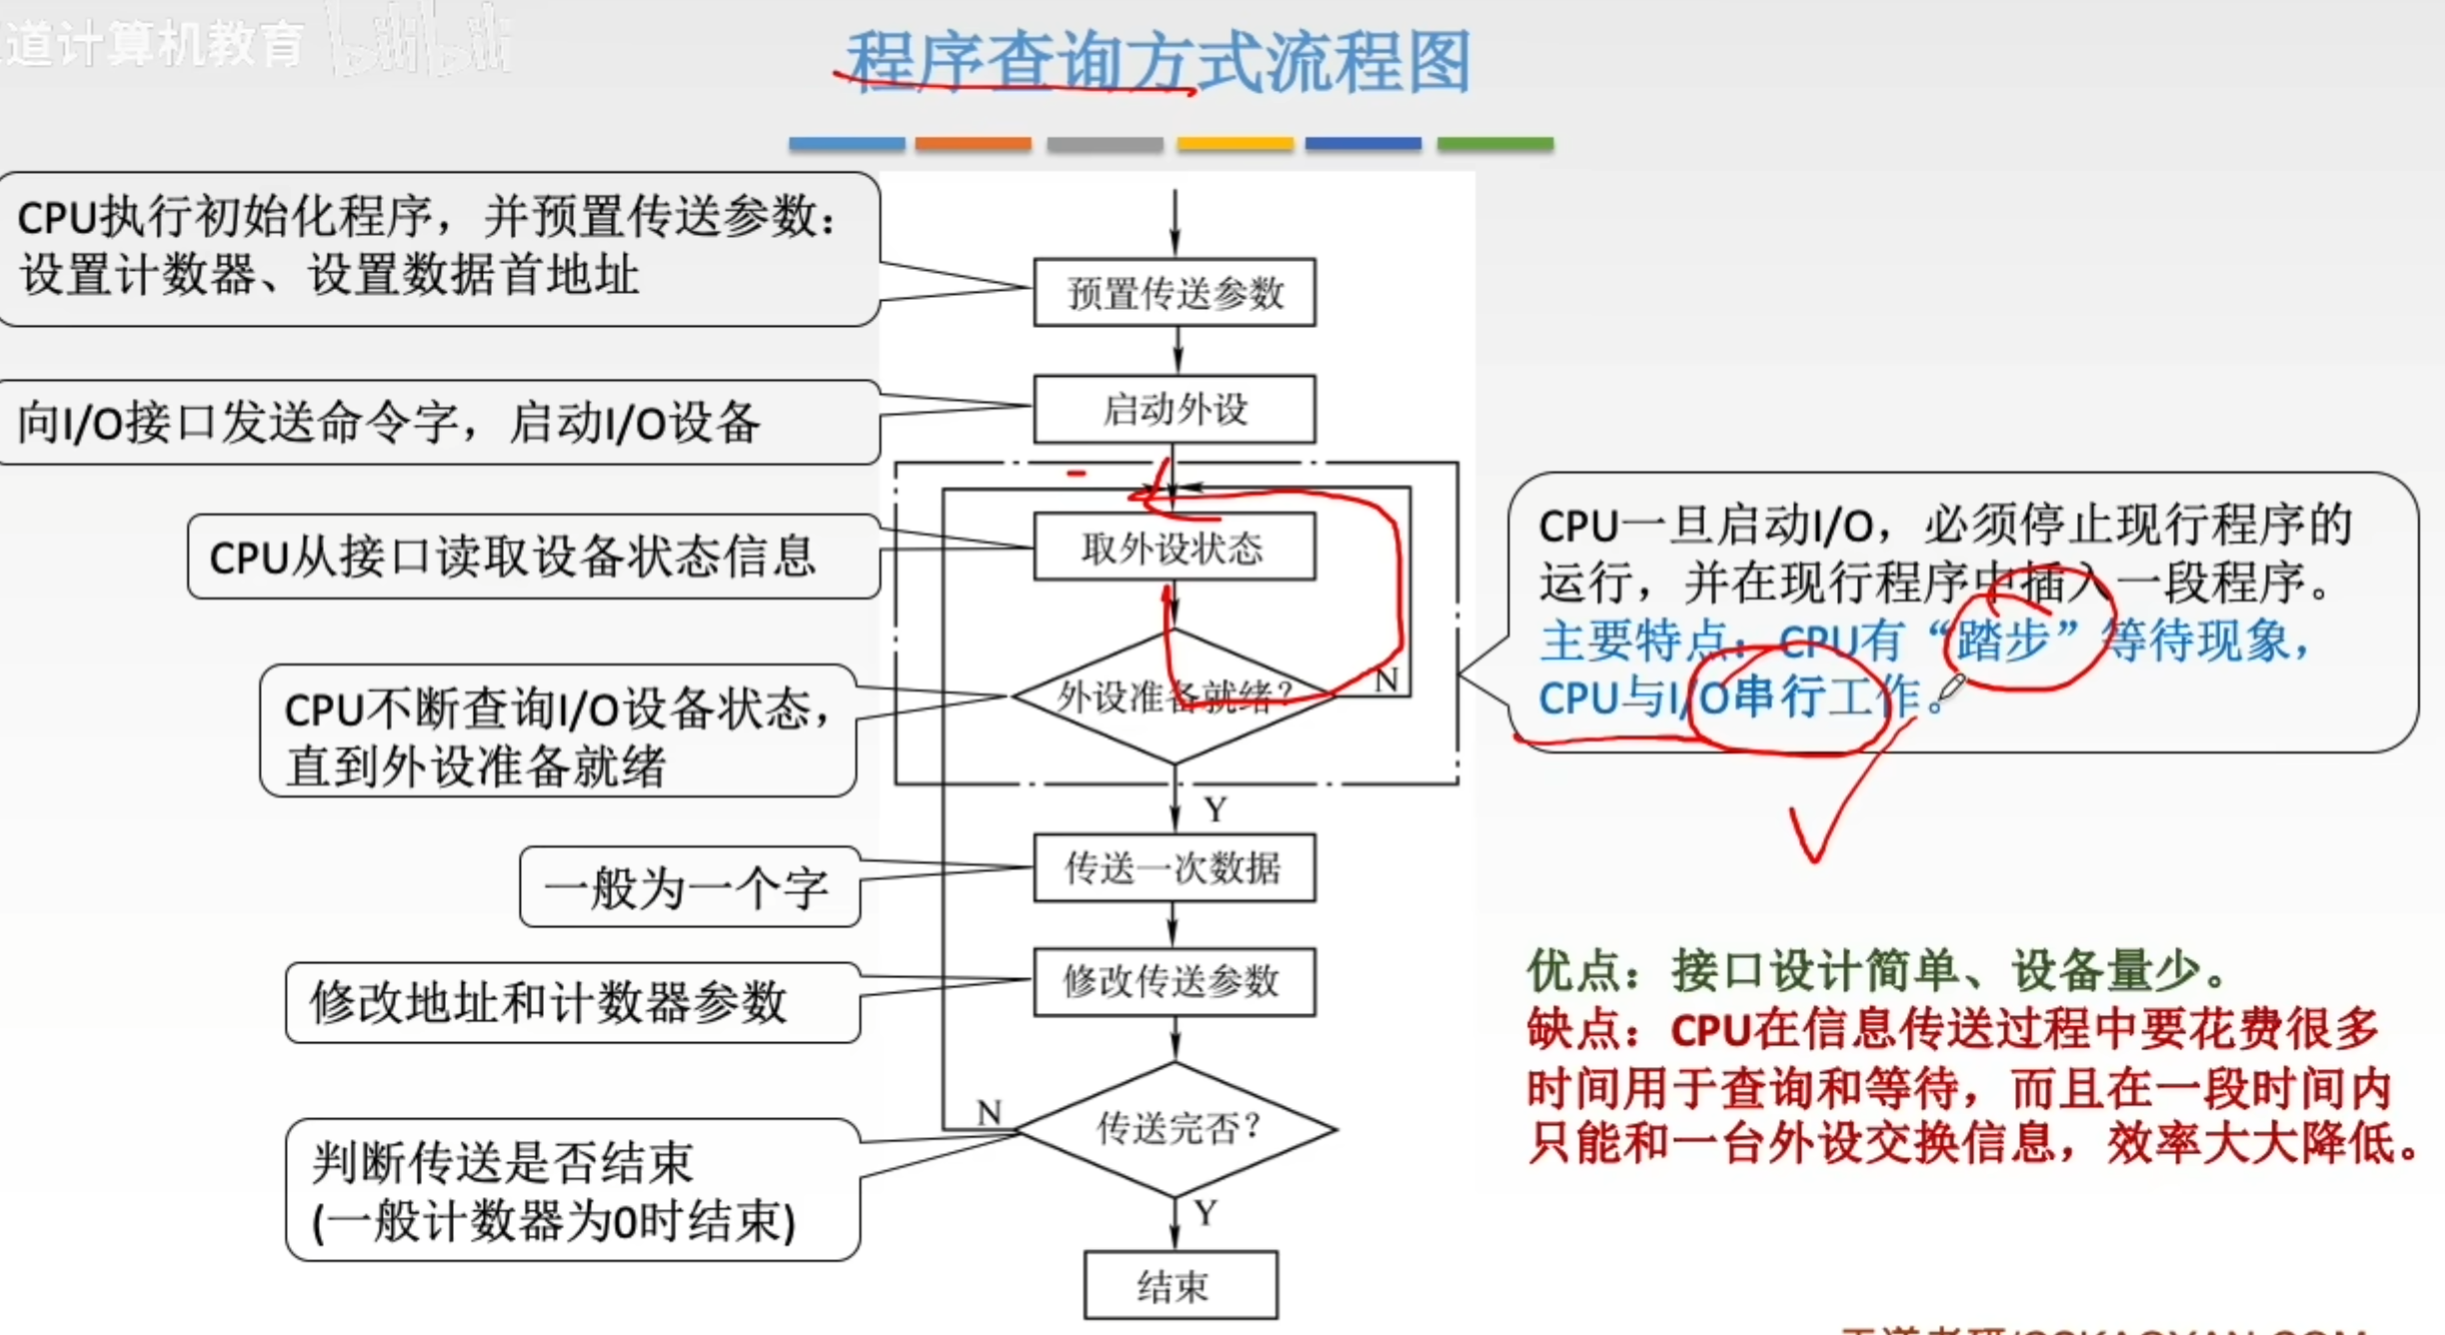 道计算机教育 bilibili
程序查询方式流程图
CPU执行初始化程序，并预置传送参数：
设置计数器、设置数据首地址
预置传送参数
向I/O接口发送命令字，启动I/O设备
启动外设
CPU从接口读取设备状态信息
取外设状态
CPU不断查询I/O设备状态，
直到外设准备就绪
外设准备就绪？
N
CPU一旦启动I/O，必须停止现行程序的
运行，并在现行程序中插入一段程序。
主要特点：CPU有“踏步”等待现象，
CPU与I/O串行工作。
Y
一般为一个字
传送一次数据
修改地址和计数器参数
修改传送参数
判断传送是否结束
(一般计数器为0时结束)
N
传送完否？
Y
结束
优点：接口设计简单、设备量少。
缺点：CPU在信息传送过程中要花费很多
时间用于查询和等待，而且在一段时间内
只能和一台外设交换信息，效率大大降低。